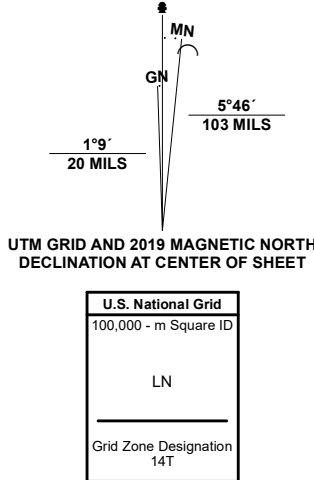 MN
GN
5°46´
103 MILS
1°9´
20 MILS
UTM GRID AND 2019 MAGNETIC NORTH
DECLINATION AT CENTER OF SHEET
U.S. National Grid
100,000 - m Square ID
LN
Grid Zone Designation
14T